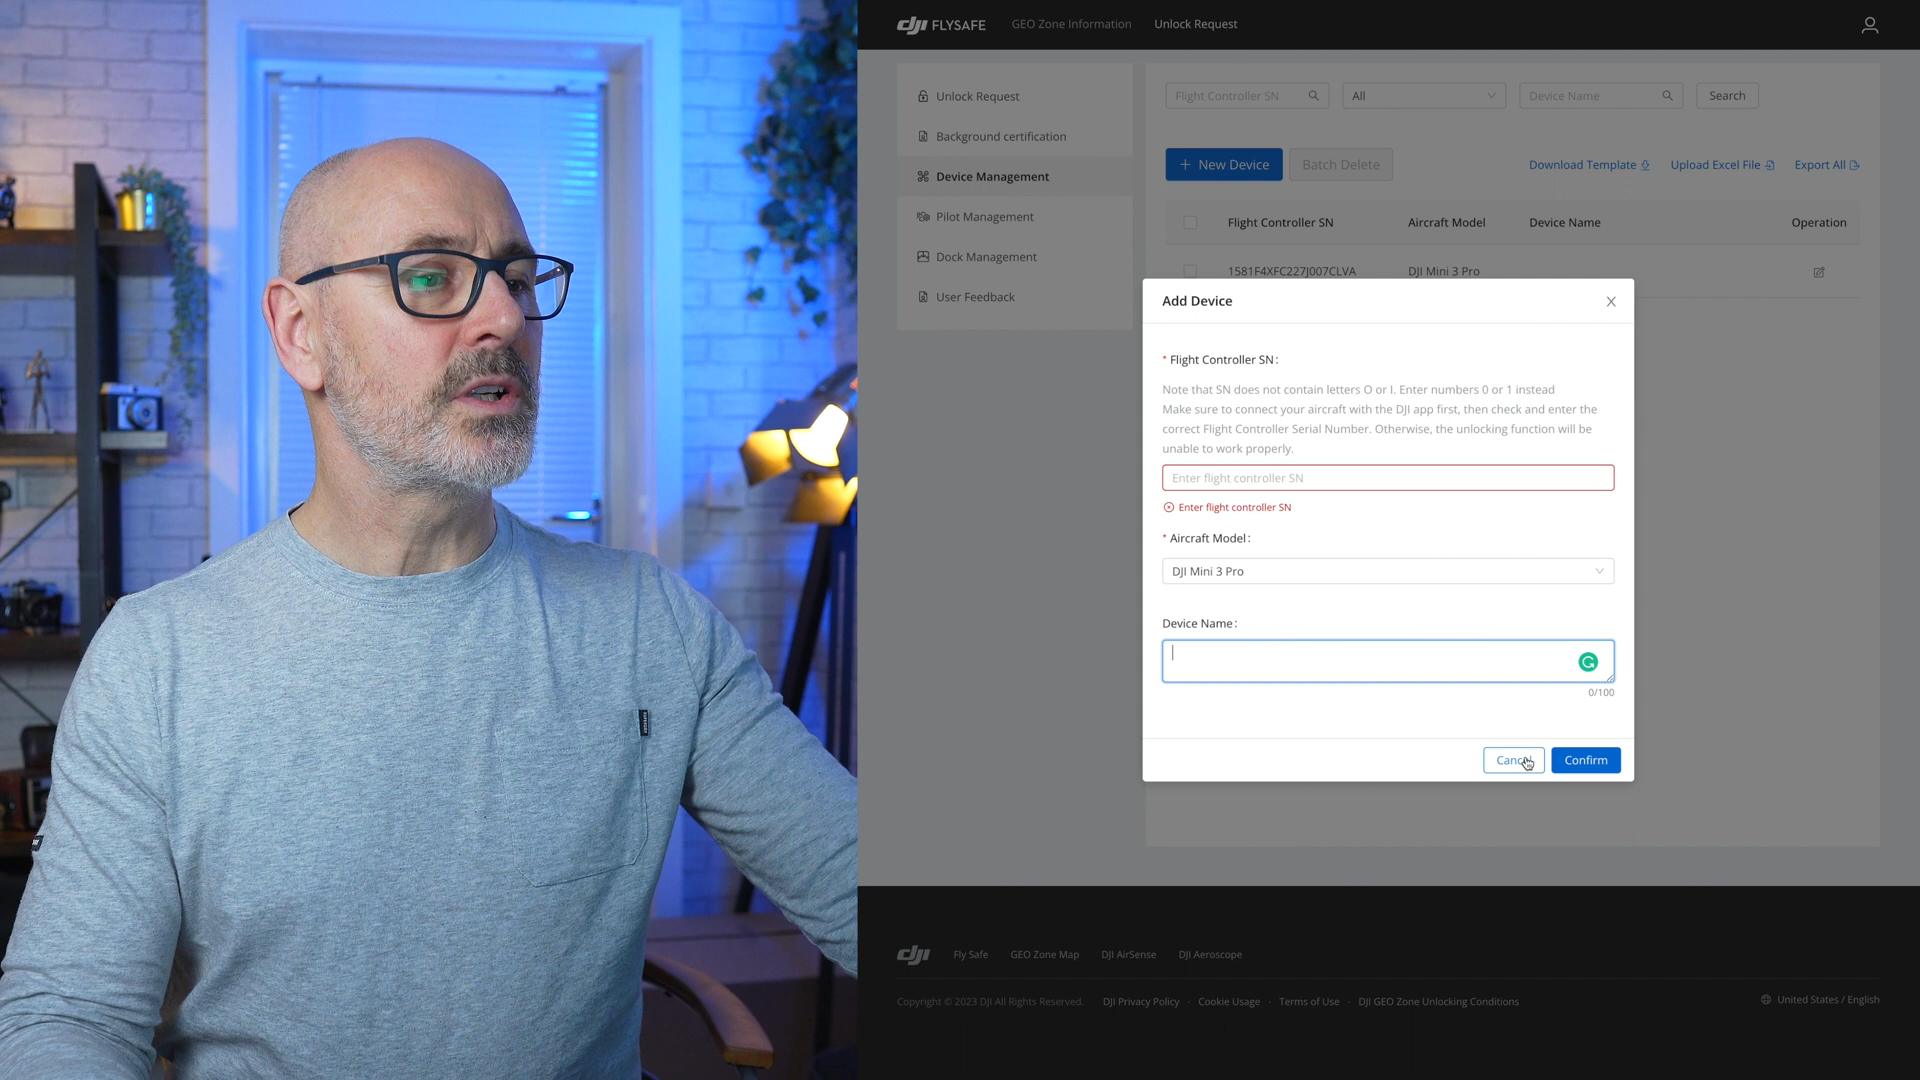 dji FLYSAFE GEO Zone Information Unlock Request
Unlock Request
Background certification
Device Management
Pilot Management
Dock Management
User Feedback
Flight Controller SN All Device Name Search
+ New Device Batch Delete Download Template Upload Excel File Export All
Flight Controller SN Aircraft Model Device Name Operation
1581F4XFC227J007CLVA DJI Mini 3 Pro
Add Device
* Flight Controller SN:
Note that SN does not contain letters O or I. Enter numbers 0 or 1 instead
Make sure to connect your aircraft with the DJI app first, then check and enter the
correct Flight Controller Serial Number. Otherwise, the unlocking function will be
unable to work properly.
Enter flight controller SN
Enter flight controller SN
* Aircraft Model:
DJI Mini 3 Pro
Device Name:
0/100
Cancel Confirm
dji Fly Safe GEO Zone Map DJI AirSense DJI Aeroscope
Copyright © 2023 DJI All Rights Reserved. DJI Privacy Policy · Cookie Usage · Terms of Use · DJI GEO Zone Unlocking Conditions
United States / English